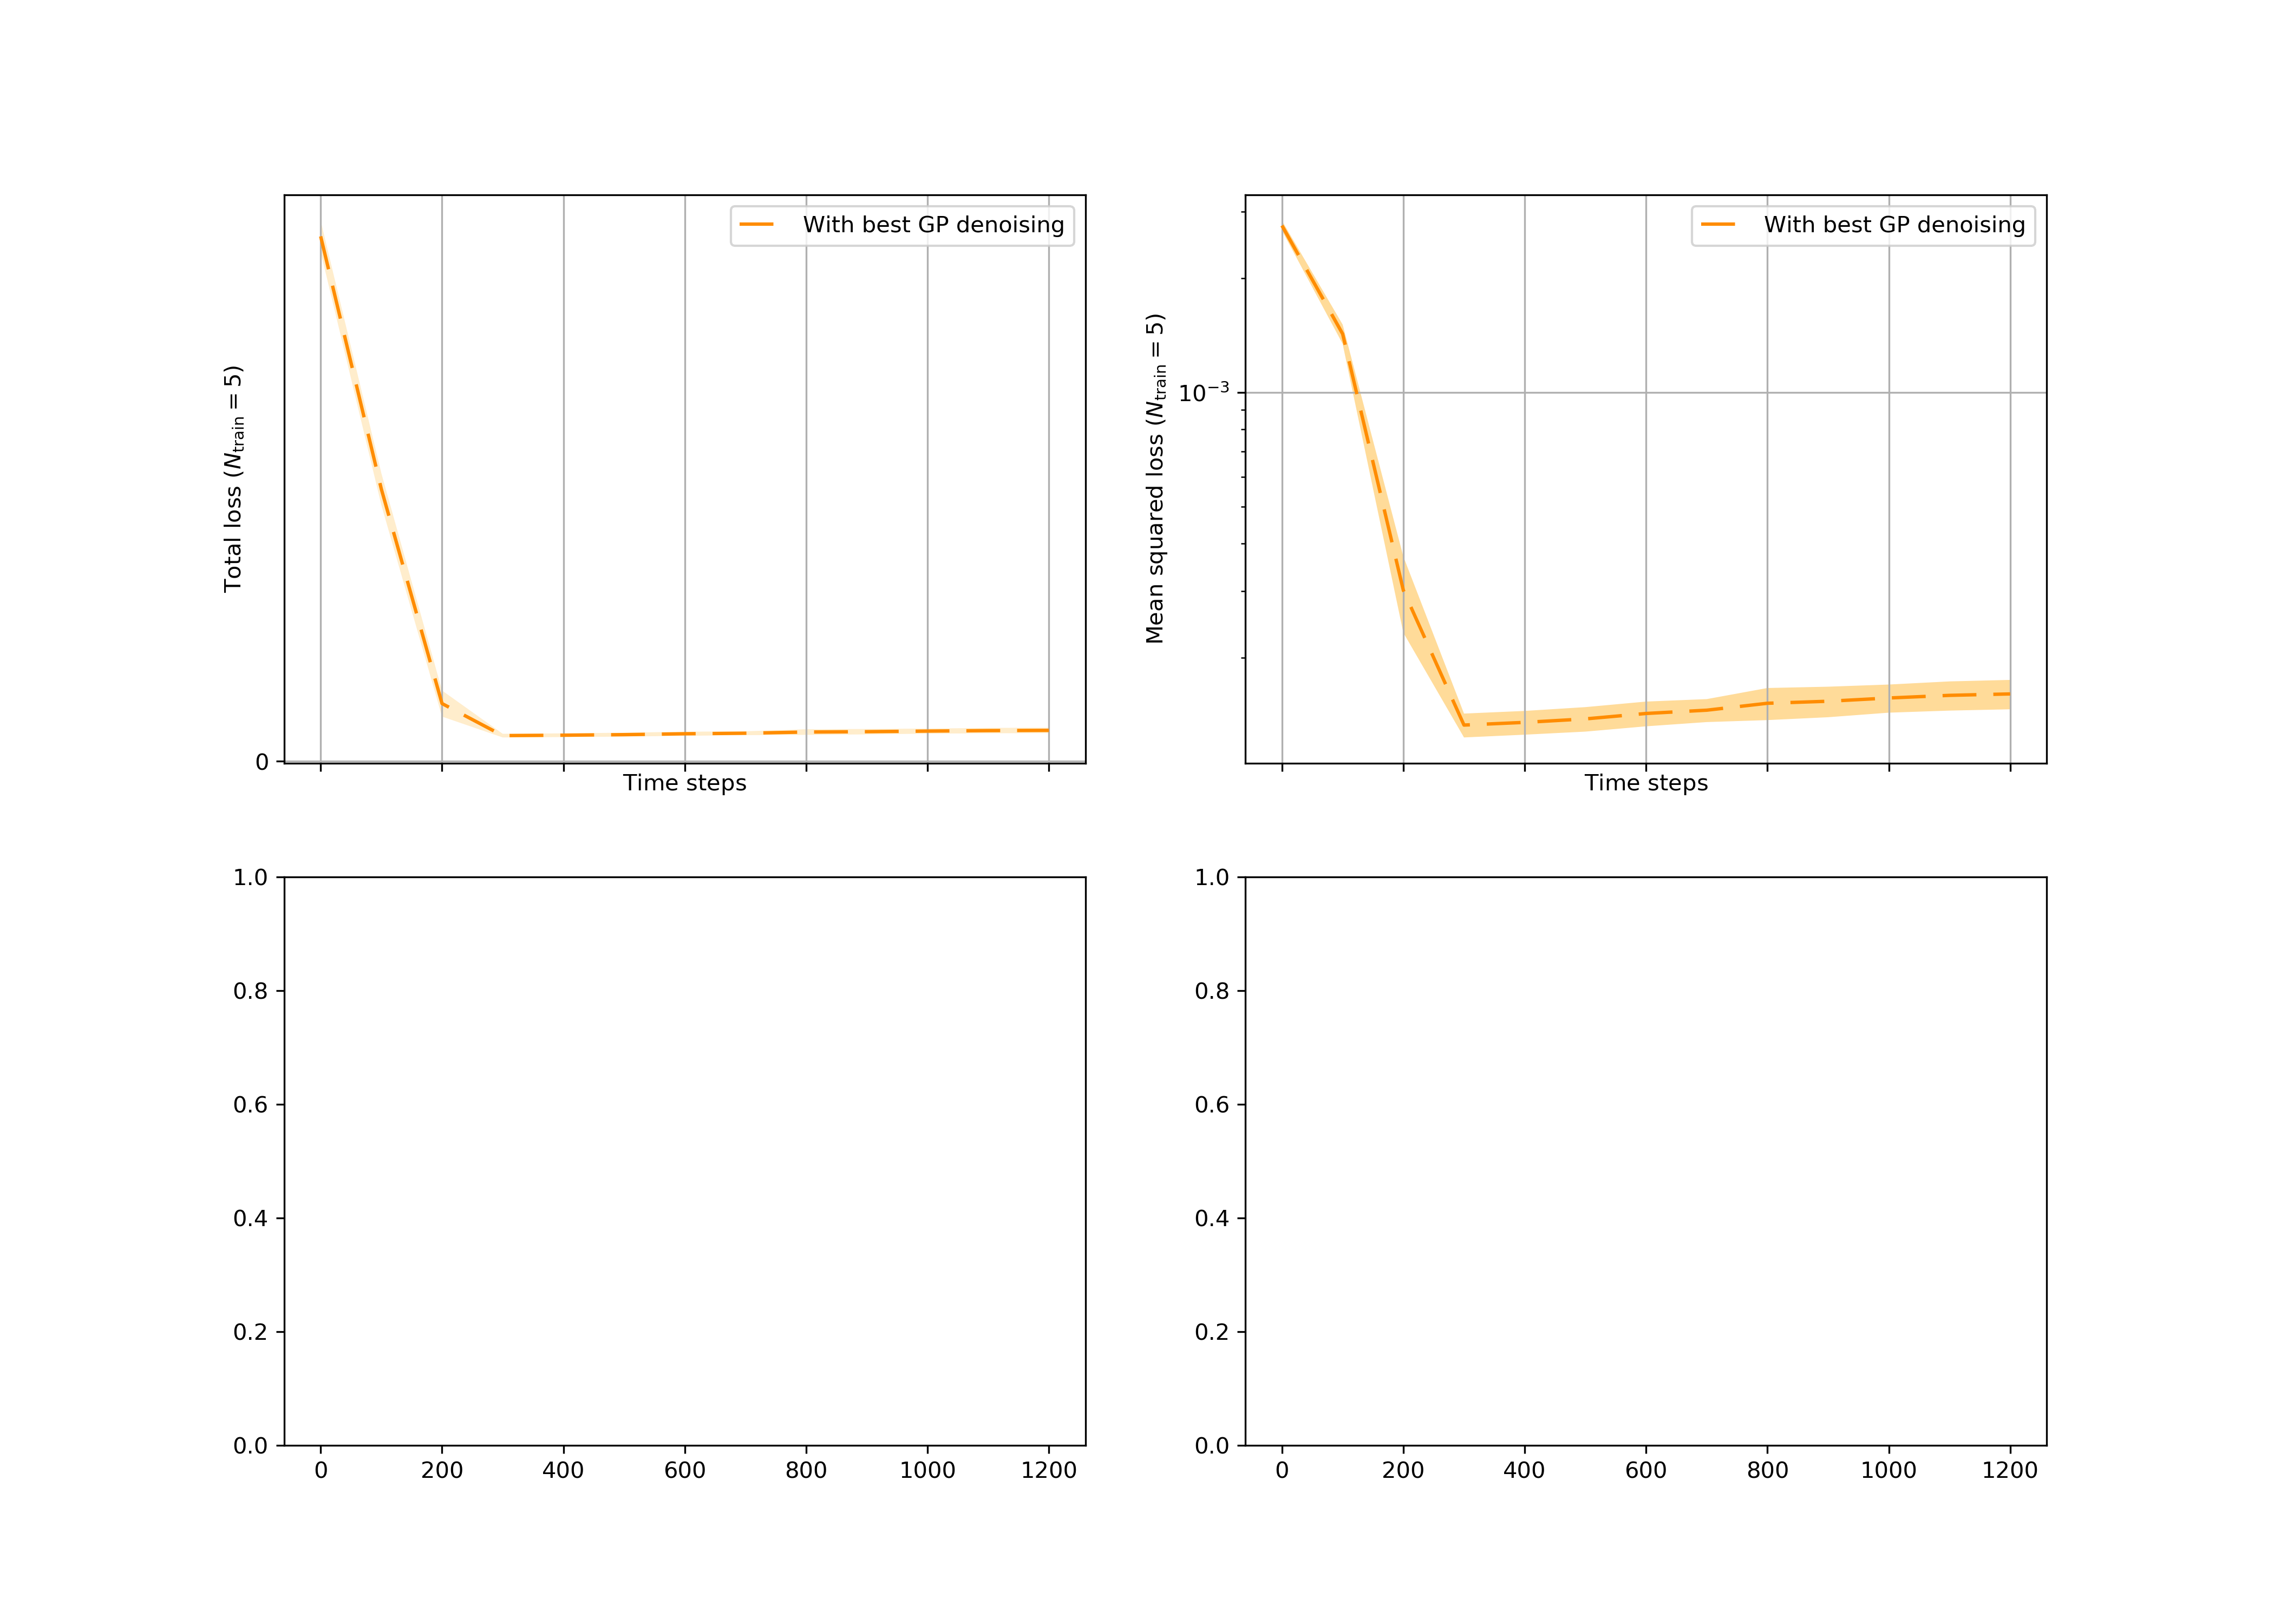 With best GP denoising
Total loss (N_train = 5)
0
Time steps
With best GP denoising
Mean squared loss (N_train = 5)
10^−3
Time steps
1.0
0.8
0.6
0.4
0.2
0.0
0 200 400 600 800 1000 1200
1.0
0.8
0.6
0.4
0.2
0.0
0 200 400 600 800 1000 1200